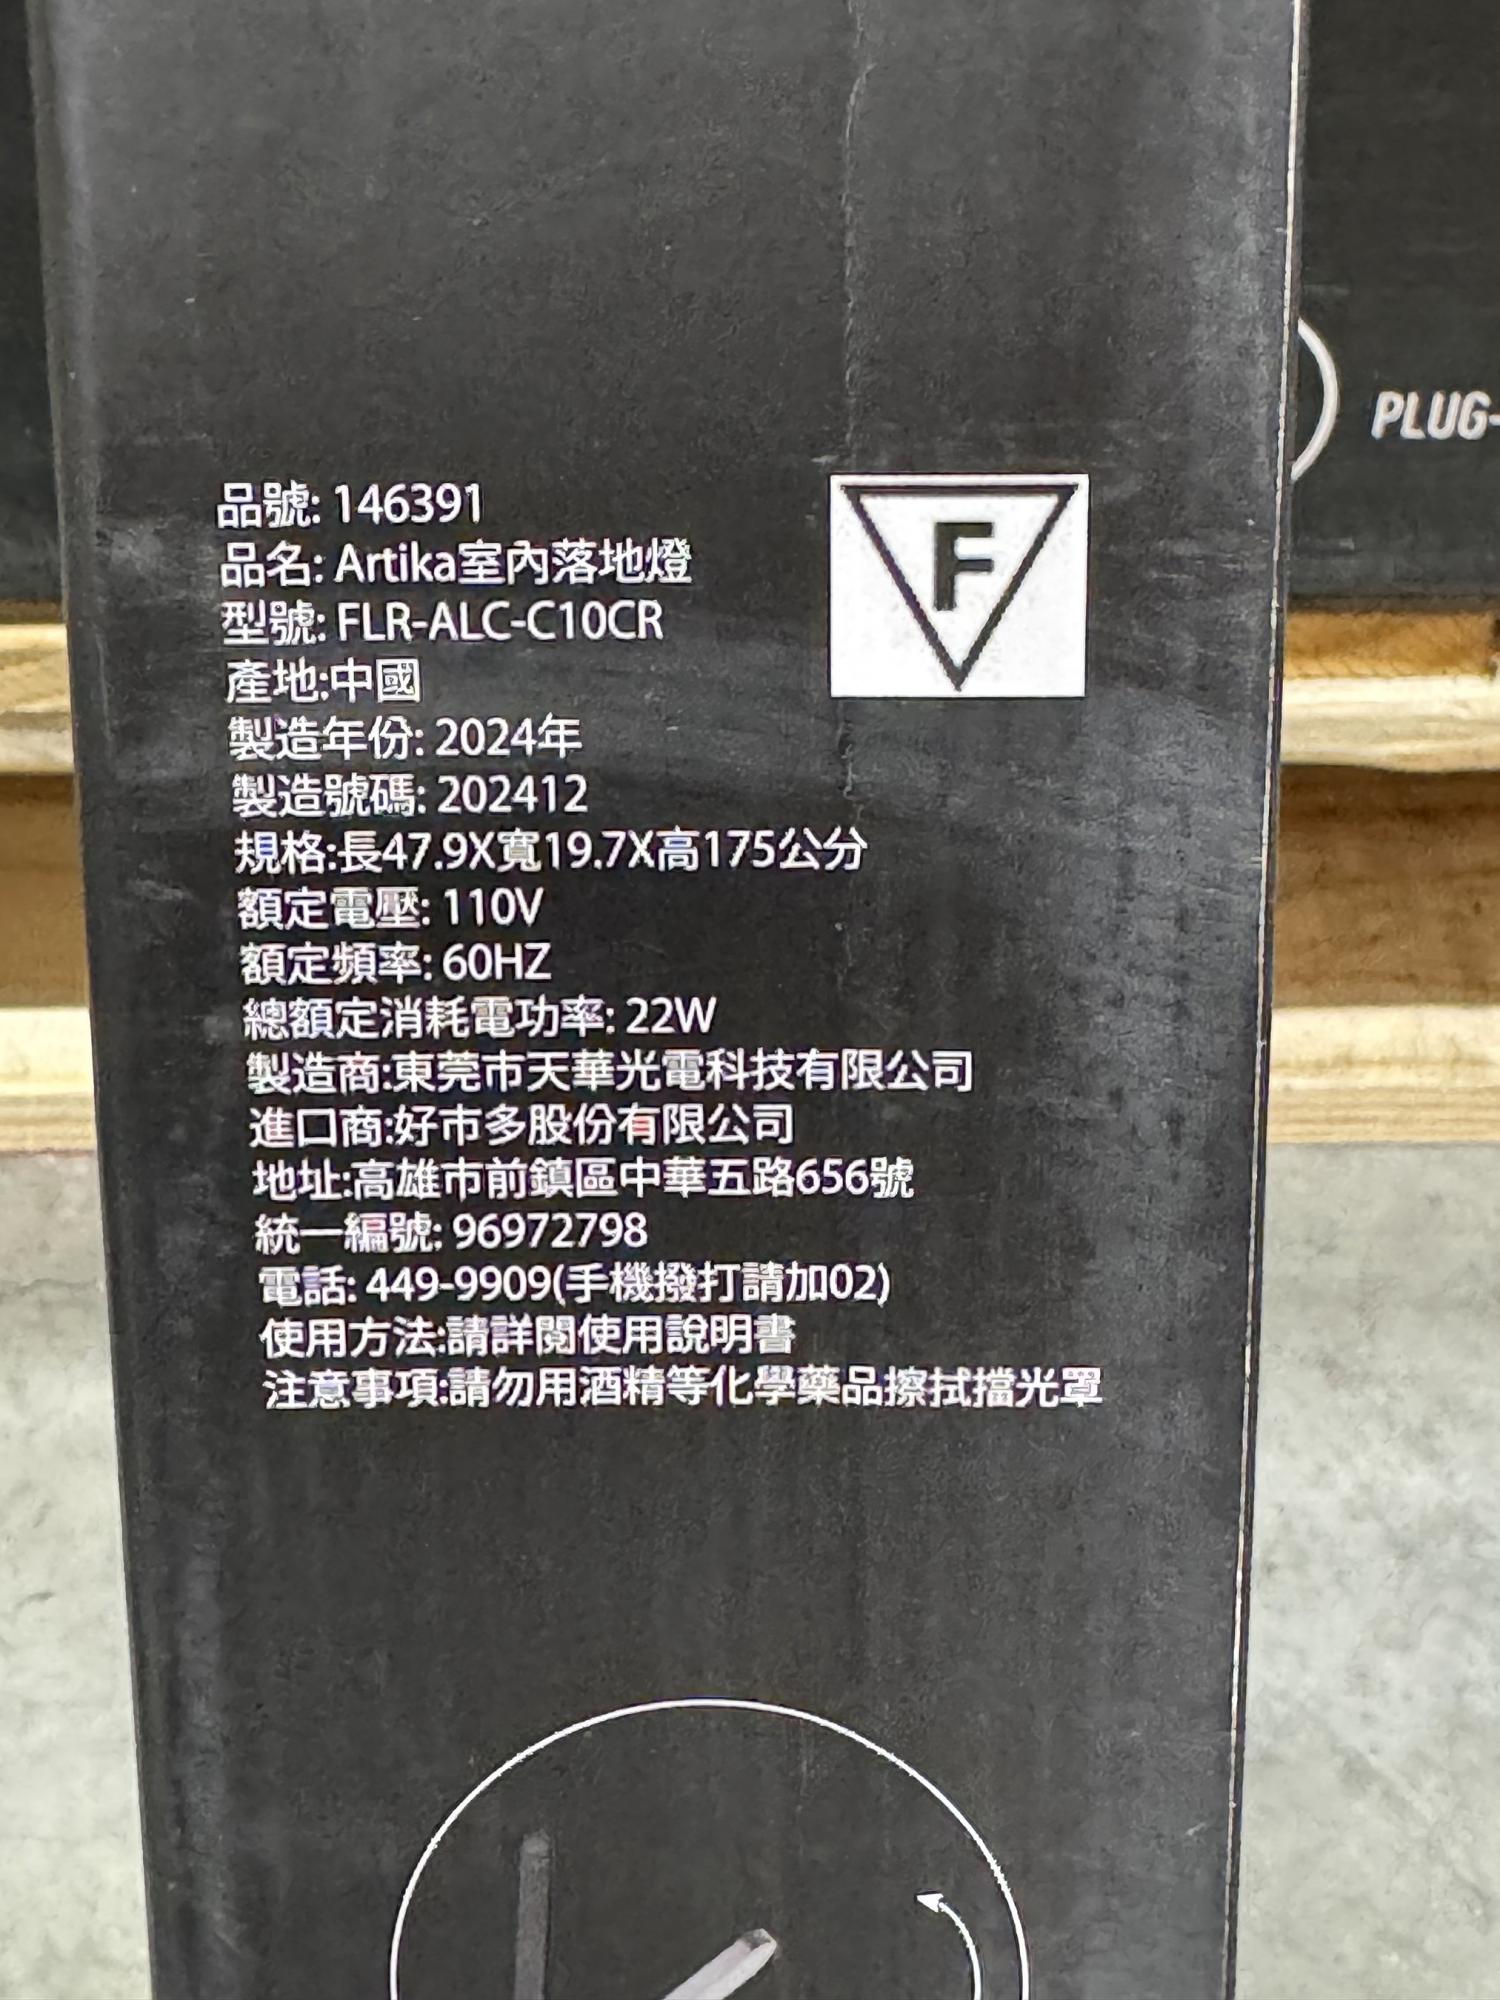 品號: 146391
品名: Artika室內落地燈
型號: FLR-ALC-C10CR
產地:中國
製造年份: 2024年
製造號碼: 202412
規格:長47.9X寬19.7X高175公分
額定電壓: 110V
額定頻率: 60HZ
總額定消耗電功率: 22W
製造商:東莞市天華光電科技有限公司
進口商:好市多股份有限公司
地址:高雄市前鎮區中華五路656號
統一編號: 96972798
電話: 449-9909(手機撥打請加02)
使用方法:請詳閱使用說明書
注意事項:請勿用酒精等化學藥品擦拭擋光罩
F
PLUG-